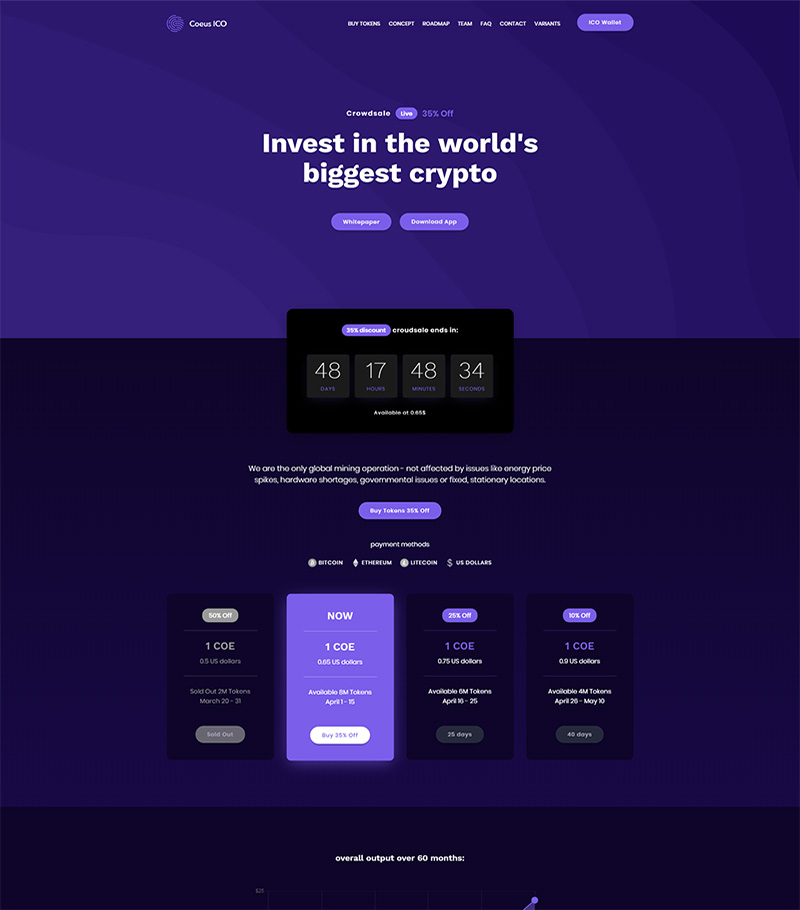 Coeus ICO
BUY TOKENS CONCEPT ROADMAP TEAM FAQ CONTACT VARIANTS
ICO Wallet
Crowdsale Live 35% Off
Invest in the world's
biggest crypto
Whitepaper Download App
35% discount croudsale ends in:
48 17 48 34
DAYS HOURS MINUTES SECONDS
Available at 0.65$
We are the only global mining operation - not affected by issues like energy price
spikes, hardware shortages, governmental issues or fixed, stationary locations.
Buy Tokens 35% Off
payment methods
BITCOIN ETHEREUM LITECOIN US DOLLARS
50% Off
1 COE
0.5 US dollars
Sold Out 2M Tokens
March 20 - 31
Sold Out
NOW
1 COE
0.65 US dollars
Available 8M Tokens
April 1 - 15
Buy 35% Off
25% Off
1 COE
0.75 US dollars
Available 6M Tokens
April 16 - 25
25 days
10% Off
1 COE
0.9 US dollars
Available 4M Tokens
April 26 - May 10
40 days
overall output over 60 months:
$25